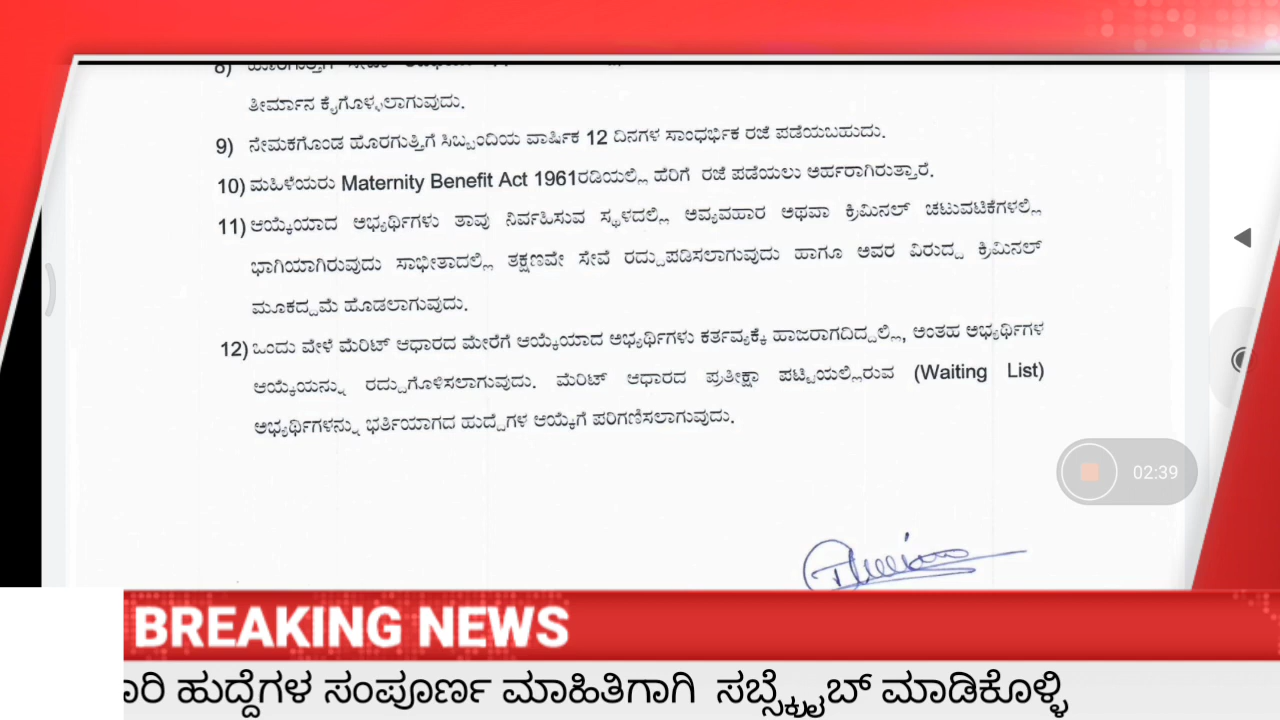 8) ಹೊರಗುತ್ತಿಗೆ ಸೇವಾ
ತೀರ್ಮಾನ ಕೈಗೊಳ್ಳಲಾಗುವುದು.
9) ನೇಮಕಗೊಂಡ ಹೊರಗುತ್ತಿಗೆ ಸಿಬ್ಬಂದಿಯ ವಾರ್ಷಿಕ 12 ದಿನಗಳ ಸಾಂಧರ್ಭಿಕ ರಜೆ ಪಡೆಯಬಹುದು.
10) ಮಹಿಳೆಯರು Maternity Benefit Act 1961ರಡಿಯಲ್ಲಿ ಹೆರಿಗೆ ರಜೆ ಪಡೆಯಲು ಅರ್ಹರಾಗಿರುತ್ತಾರೆ.
11) ಆಯ್ಕೆಯಾದ ಅಭ್ಯರ್ಥಿಗಳು ತಾವು ನಿರ್ವಹಿಸುವ ಸ್ಥಳದಲ್ಲಿ ಅವ್ಯವಹಾರ ಅಥವಾ ಕ್ರಿಮಿನಲ್ ಚಟುವಟಿಕೆಗಳಲ್ಲಿ
ಭಾಗಿಯಾಗಿರುವುದು ಸಾಭೀತಾದಲ್ಲಿ ತಕ್ಷಣವೇ ಸೇವೆ ರದ್ದುಪಡಿಸಲಾಗುವುದು ಹಾಗೂ ಅವರ ವಿರುದ್ಧ ಕ್ರಿಮಿನಲ್
ಮೂಕದ್ದಮೆ ಹೊಡಲಾಗುವುದು.
12) ಒಂದು ವೇಳೆ ಮೆರಿಟ್ ಆಧಾರದ ಮೇರೆಗೆ ಆಯ್ಕೆಯಾದ ಅಭ್ಯರ್ಥಿಗಳು ಕರ್ತವ್ಯಕ್ಕೆ ಹಾಜರಾಗದಿದ್ದಲ್ಲಿ, ಅಂತಹ ಅಭ್ಯರ್ಥಿಗಳ
ಆಯ್ಕೆಯನ್ನು ರದ್ದುಗೊಳಿಸಲಾಗುವುದು. ಮೆರಿಟ್ ಆಧಾರದ ಪ್ರತೀಕ್ಷಾ ಪಟ್ಟಿಯಲ್ಲಿರುವ (Waiting List)
ಅಭ್ಯರ್ಥಿಗಳನ್ನು ಭರ್ತಿಯಾಗದ ಹುದ್ದೆಗಳ ಆಯ್ಕೆಗೆ ಪರಿಗಣಿಸಲಾಗುವುದು.
02:39
BREAKING NEWS
ಹುದ್ದೆಗಳ ಸಂಪೂರ್ಣ ಮಾಹಿತಿಗಾಗಿ ಸಬ್ಸ್ಕ್ರೈಬ್ ಮಾಡಿಕೊಳ್ಳಿ